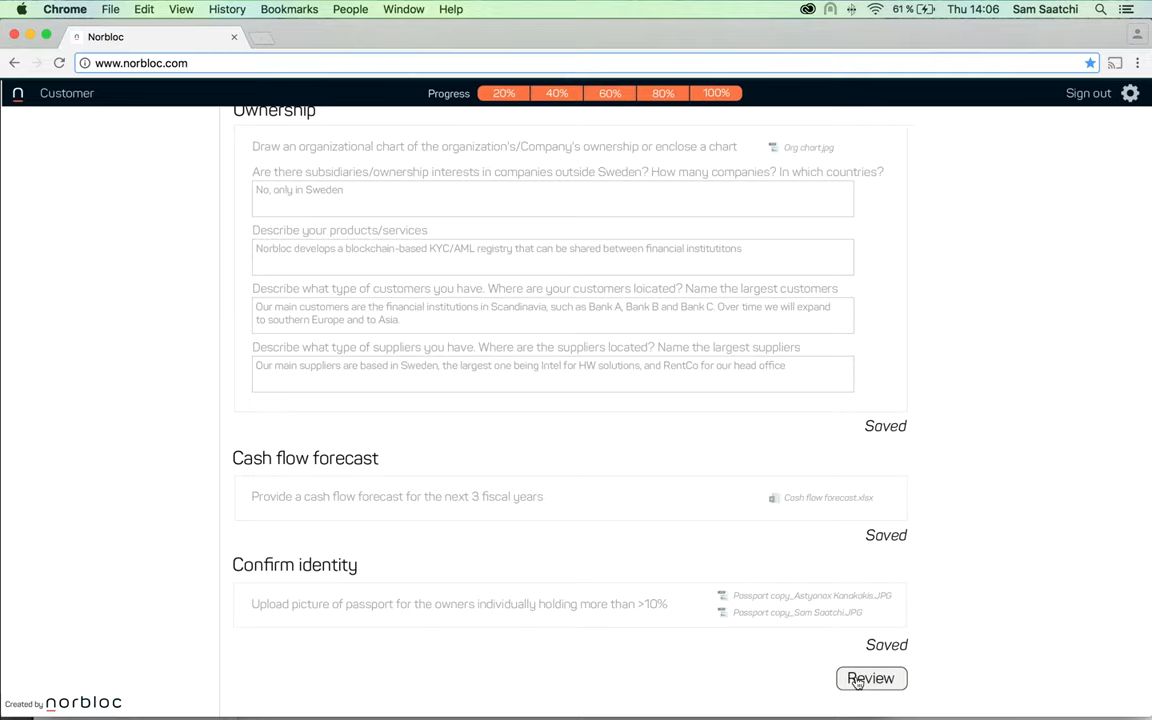 Chrome File Edit View History Bookmarks People Window Help 61 % Thu 14:06 Sam Saatchi
Norbloc
www.norbloc.com
n Customer Progress 20% 40% 60% 80% 100% Sign out
Ownership
Draw an organizational chart of the organization's/Company's ownership or enclose a chart Org chart.jpg
Are there subsidiaries/ownership interests in companies outside Sweden? How many companies? In which countries?
No, only in Sweden
Describe your products/services
Norbloc develops a blockchain-based KYC/AML registry that can be shared between financial institutitons
Describe what type of customers you have. Where are your customers loicated? Name the largest customers
Our main customers are the financial institutions in Scandinavia, such as Bank A, Bank B and Bank C. Over time we will expand
to southern Europe and to Asia.
Describe what type of suppliers you have. Where are the suppliers located? Name the largest suppliers
Our main suppliers are based in Sweden, the largest one being Intel for HW solutions, and RentCo for our head office
Saved
Cash flow forecast
Provide a cash flow forecast for the next 3 fiscal years Cash flow forecast.xlsx
Saved
Confirm identity
Passport copy_Astyanax Kanakakis.JPG
Upload picture of passport for the owners individually holding more than >10%
Passport copy_Sam Saatchi.JPG
Saved
Review
Created by norbloc